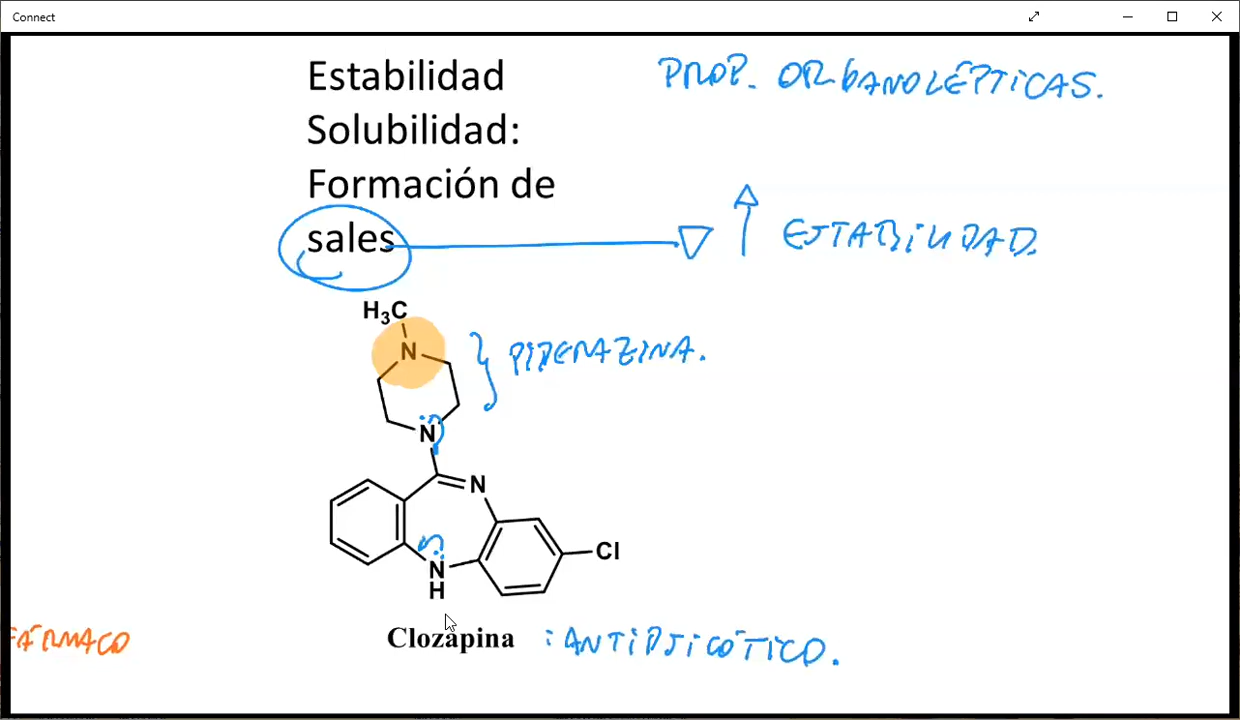 Connect
Estabilidad
PROP. ORGANOLÉPTICAS.
Solubilidad:
Formación de
sales
ESTABILIDAD.
H₃C
N
PIPERAZINA.
N
N
Cl
N
H
FÁRMACO
Clozapina : ANTIPSICÓTICO.